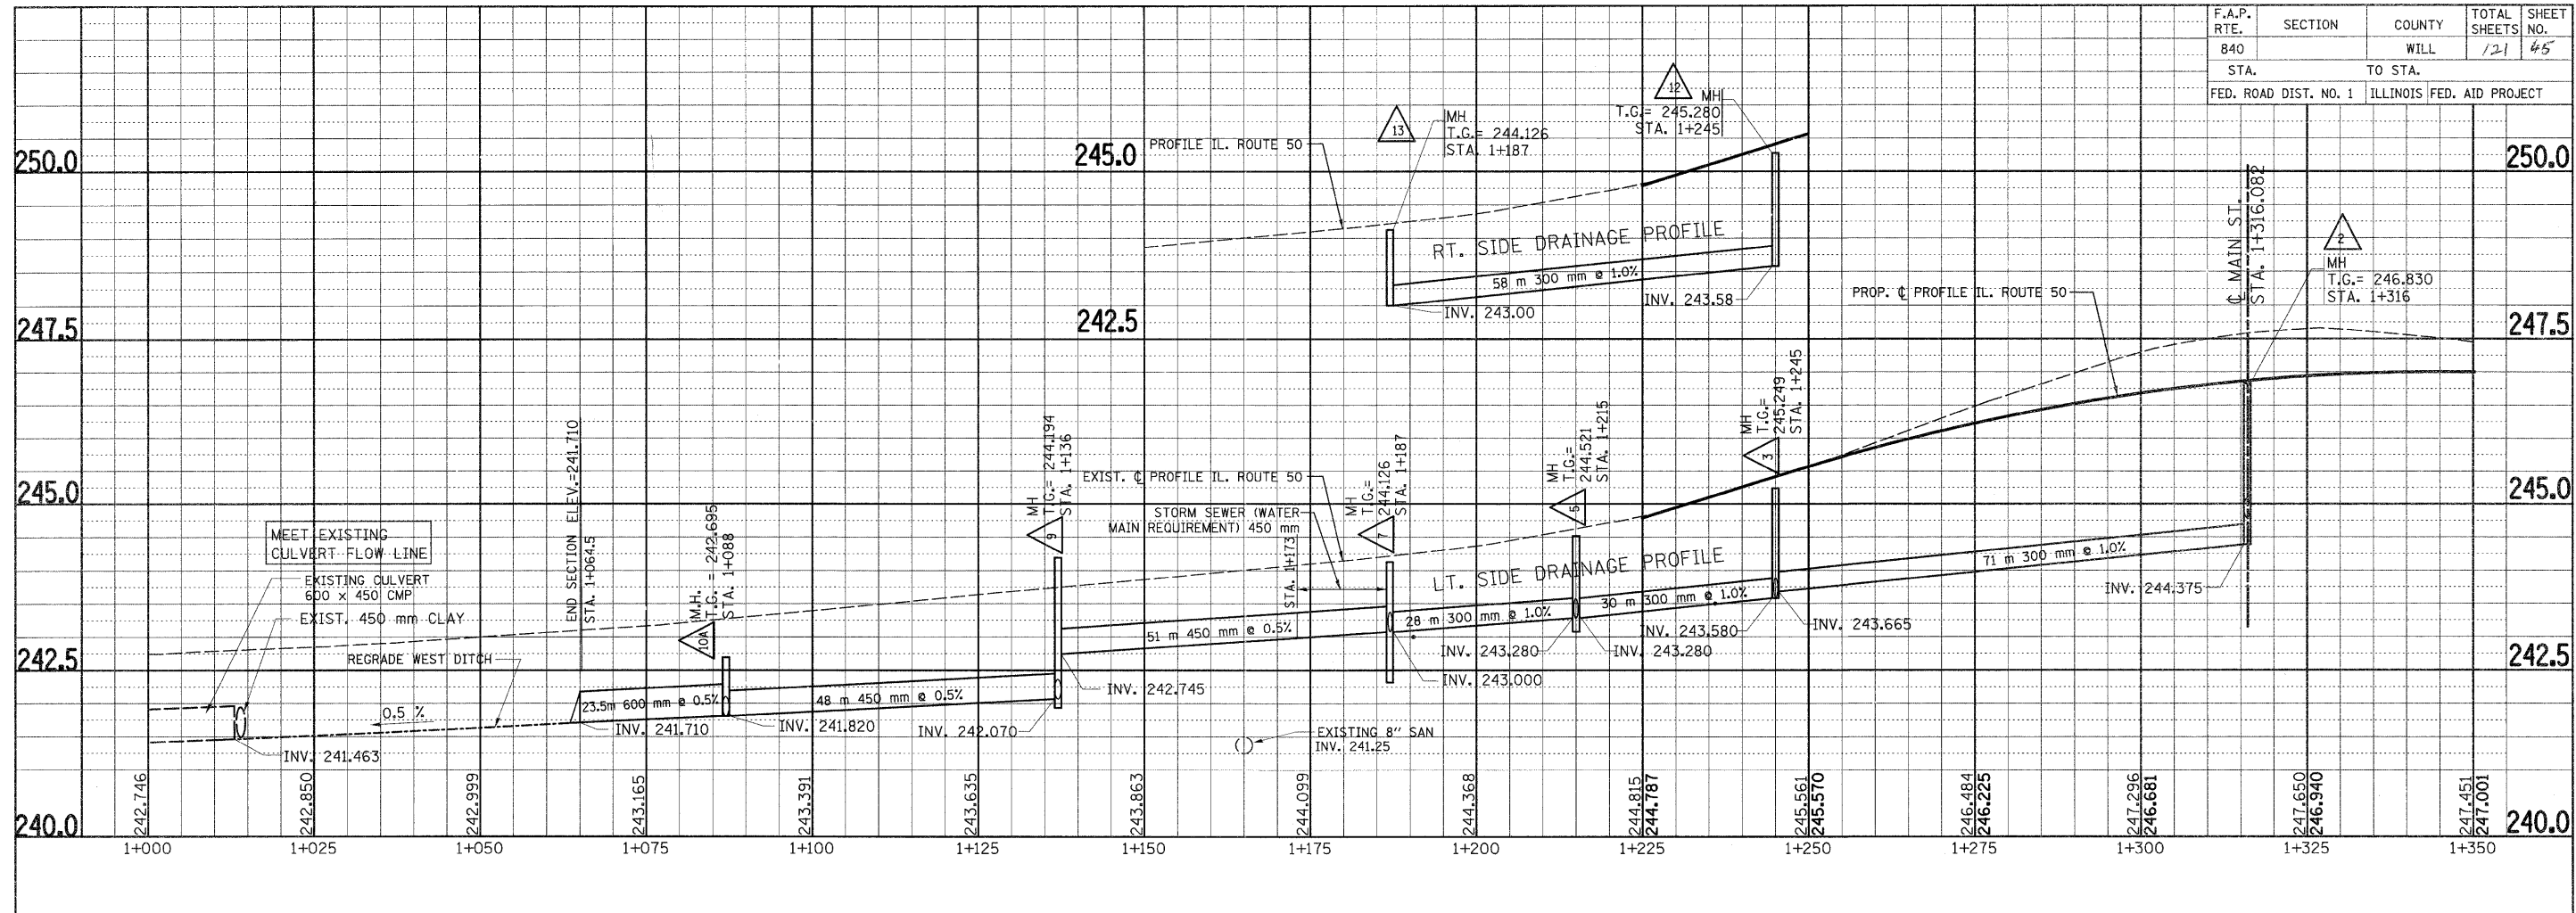 F.A.P. RTE. SECTION COUNTY TOTAL SHEETS SHEET NO.
840 WILL 121 45
STA. TO STA.
FED. ROAD DIST. NO. 1 ILLINOIS FED. AID PROJECT
250.0
247.5
245.0
242.5
240.0
245.0
242.5
250.0
247.5
245.0
242.5
240.0
PROFILE IL. ROUTE 50
13
MH
T.G.= 244.126
STA. 1+187
12
MH
T.G.= 245.280
STA. 1+245
RT. SIDE DRAINAGE PROFILE
58 m 300 mm @ 1.0%
INV. 243.00
INV. 243.58
PROP. ℄ PROFILE IL. ROUTE 50
℄ MAIN ST.
STA. 1+316.082
2
MH
T.G.= 246.830
STA. 1+316
MEET EXISTING
CULVERT FLOW LINE
EXISTING CULVERT
600 x 450 CMP
EXIST. 450 mm CLAY
REGRADE WEST DITCH
0.5 %
INV. 241.463
END SECTION ELEV.=241.710
STA. 1+064.5
23.5m 600 mm @ 0.5%
INV. 241.710
10A
M.H.
T.G. = 242.695
STA. 1+088
INV. 241.820
48 m 450 mm @ 0.5%
INV. 242.070
9
MH
T.G.= 244.194
STA. 1+136
INV. 242.745
51 m 450 mm @ 0.5%
EXIST. ℄ PROFILE IL. ROUTE 50
STORM SEWER (WATER
MAIN REQUIREMENT) 450 mm
STA. 1+173
7
MH
T.G.=
244.126
STA. 1+187
LT. SIDE DRAINAGE PROFILE
28 m 300 mm @ 1.0%
INV. 243.000
INV. 243.280
EXISTING 8" SAN
INV. 241.25
5
MH
T.G.=
244.521
STA. 1+215
INV. 243.280
30 m 300 mm @ 1.0%
INV. 243.580
3
MH
T.G.=
245.249
STA. 1+245
INV. 243.665
71 m 300 mm @ 1.0%
INV. 244.375
242.746
242.850
242.999
243.165
243.391
243.635
243.863
244.099
244.368
244.815
244.787
245.561
245.570
246.484
246.225
247.296
246.681
247.650
246.940
247.451
247.001
1+000 1+025 1+050 1+075 1+100 1+125 1+150 1+175 1+200 1+225 1+250 1+275 1+300 1+325 1+350